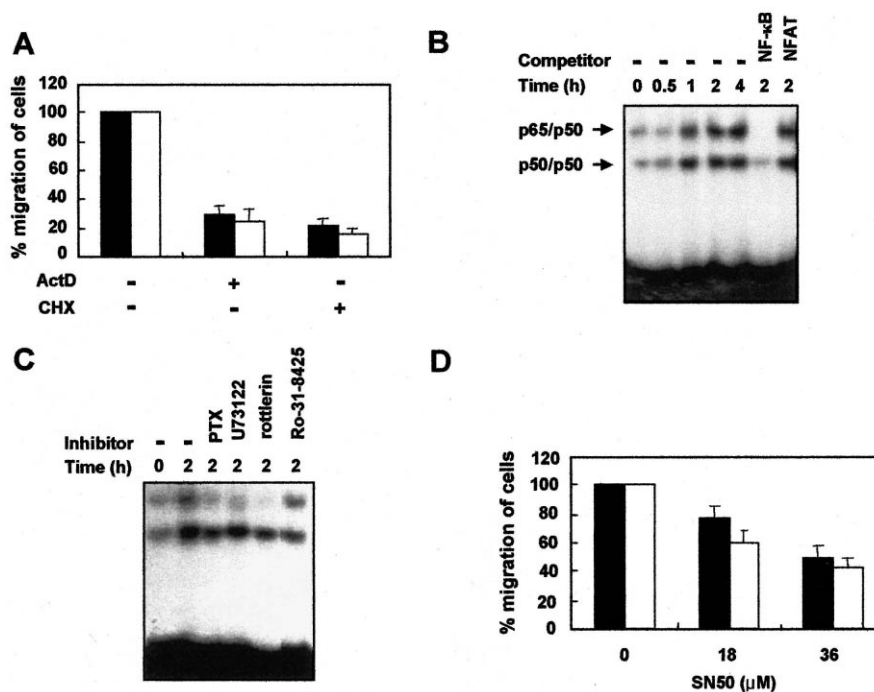 A
% migration of cells
120
100
80
60
40
20
0
ActD - + -
CHX - - +
B
NF-κB
NFAT
Competitor - - - - -
Time (h) 0 0.5 1 2 4 2 2
p65/p50
p50/p50
C
PTX
U73122
rottlerin
Ro-31-8425
Inhibitor - -
Time (h) 0 2 2 2 2 2
D
% migration of cells
120
100
80
60
40
20
0
0 18 36
SN50 (μM)